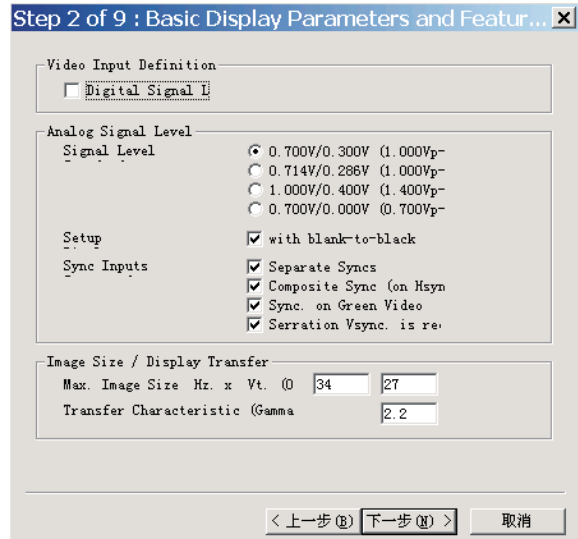 Step 2 of 9 : Basic Display Parameters and Featur...
Video Input Definition
Digital Signal L
Analog Signal Level
Signal Level
0.700V/0.300V (1.000Vp-
0.714V/0.286V (1.000Vp-
1.000V/0.400V (1.400Vp-
0.700V/0.000V (0.700Vp-
Setup
with blank-to-black
Sync Inputs
Separate Syncs
Composite Sync (on Hsyn
Sync. on Green Video
Serration Vsync. is re
Image Size / Display Transfer
Max. Image Size Hz. x Vt. (0 34 27
Transfer Characteristic (Gamma 2.2
< 上一步(B) 下一步(N) > 取消